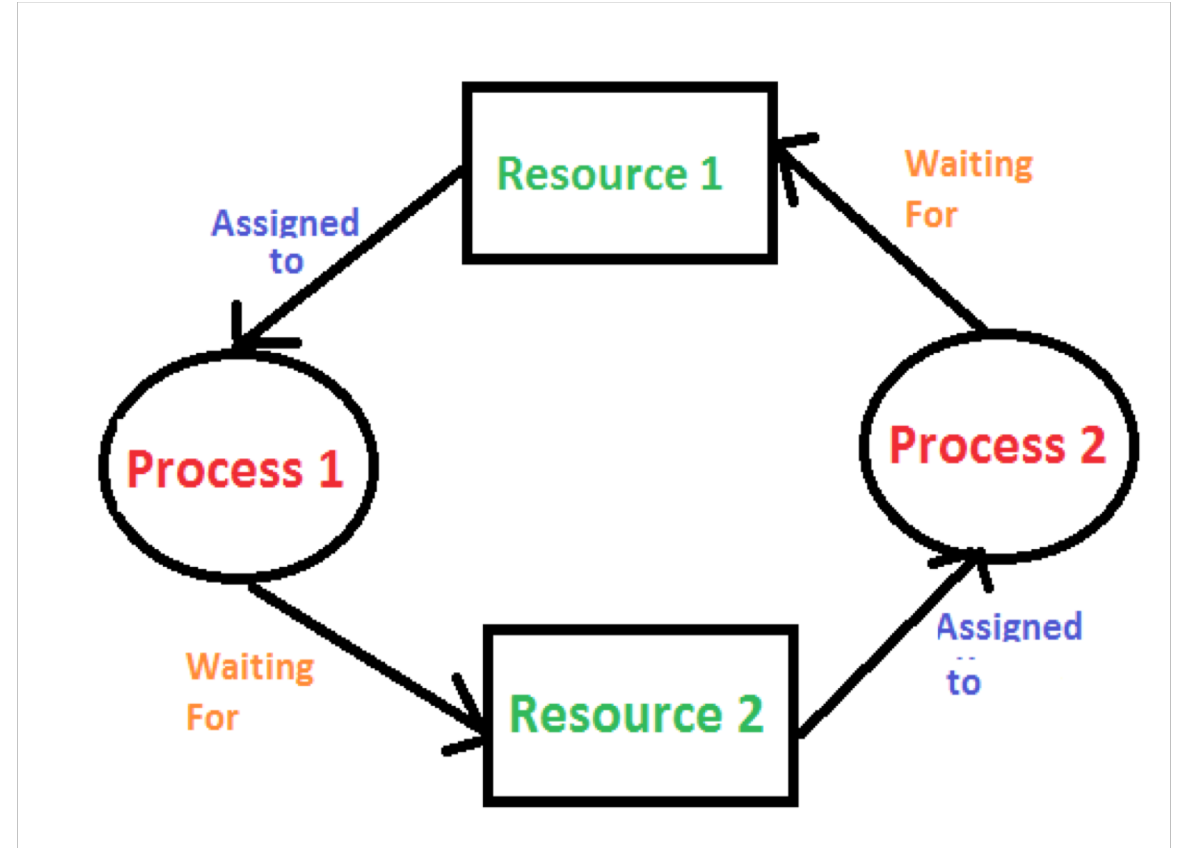 Resource 1
Waiting
For
Assigned
to
Process 1
Process 2
Assigned
to
Waiting
For
Resource 2